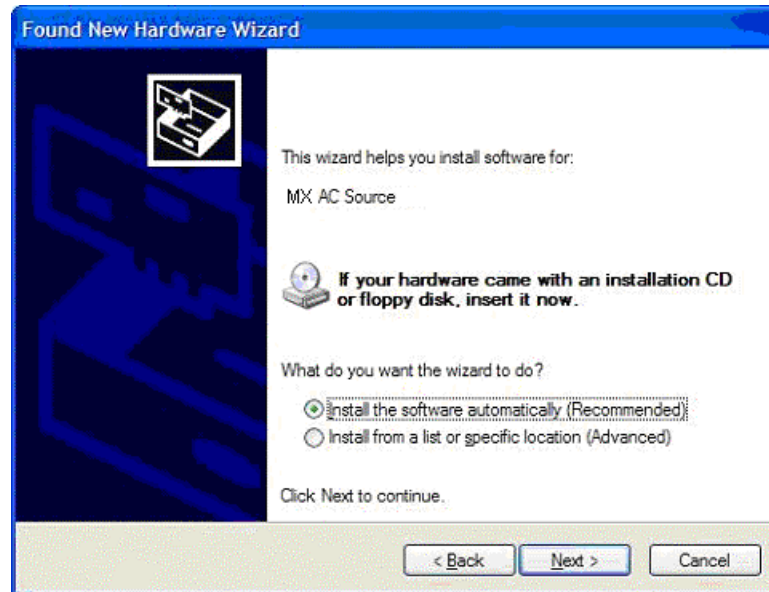 Found New Hardware Wizard
This wizard helps you install software for:
MX AC Source
If your hardware came with an installation CD
or floppy disk, insert it now.
What do you want the wizard to do?
Install the software automatically (Recommended)
Install from a list or specific location (Advanced)
Click Next to continue.
< Back Next > Cancel